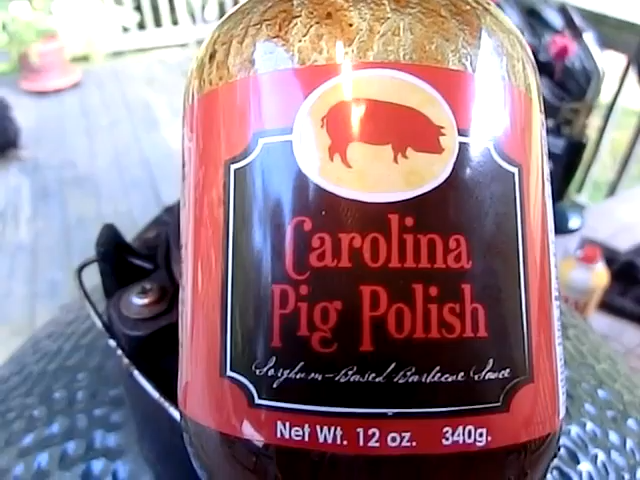 Carolina
Pig Polish
Sorghum-Based Barbecue Sauce
Net Wt. 12 oz. 340g.